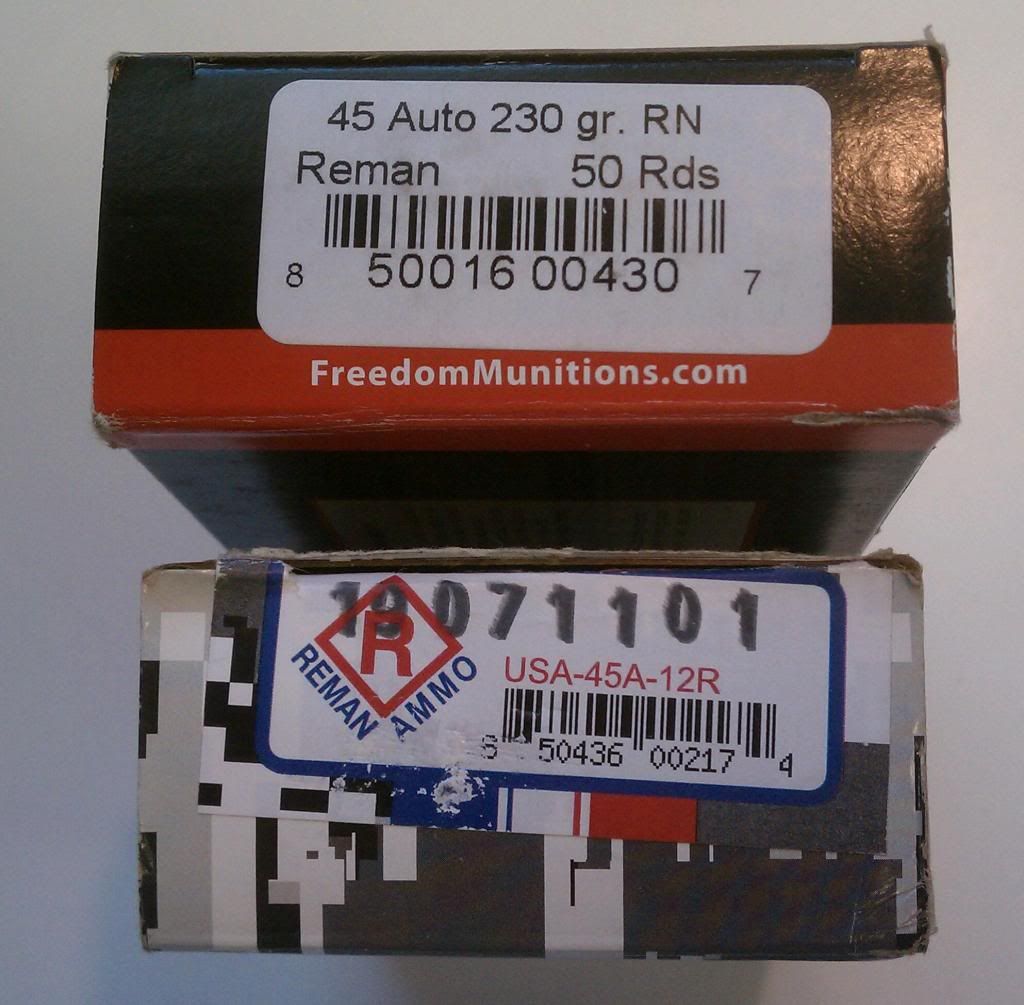 45 Auto 230 gr. RN
Reman 50 Rds
8 50016 00430 7
FreedomMunitions.com
19071101
R
REMAN AMMO
USA-45A-12R
50436 00217 4